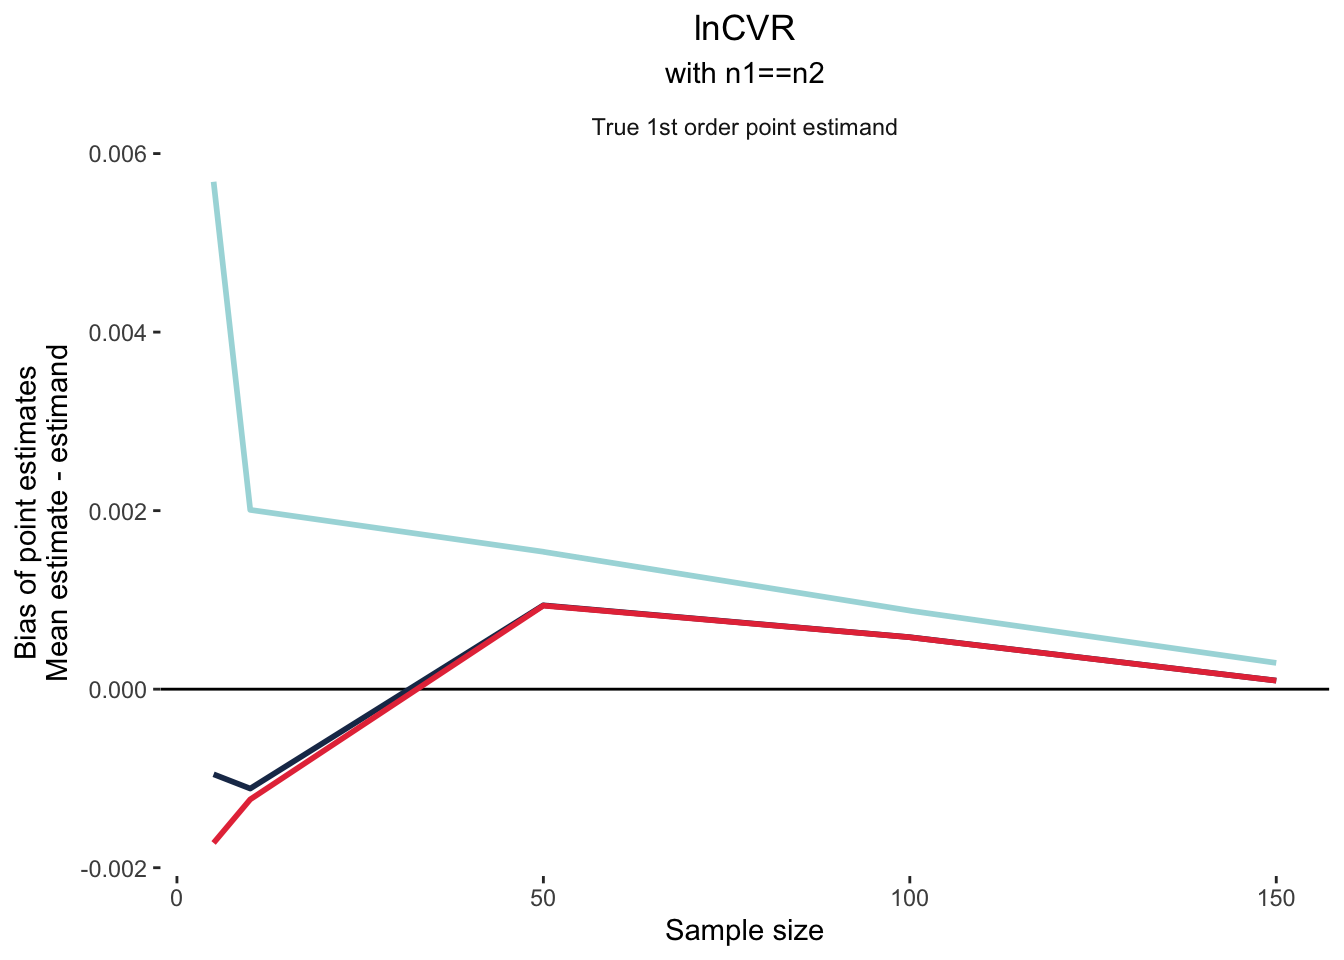 lnCVR
with n1==n2
True 1st order point estimand
0.006
0.004
0.002
0.000
-0.002
Bias of point estimates
Mean estimate - estimand
0
50
100
150
Sample size